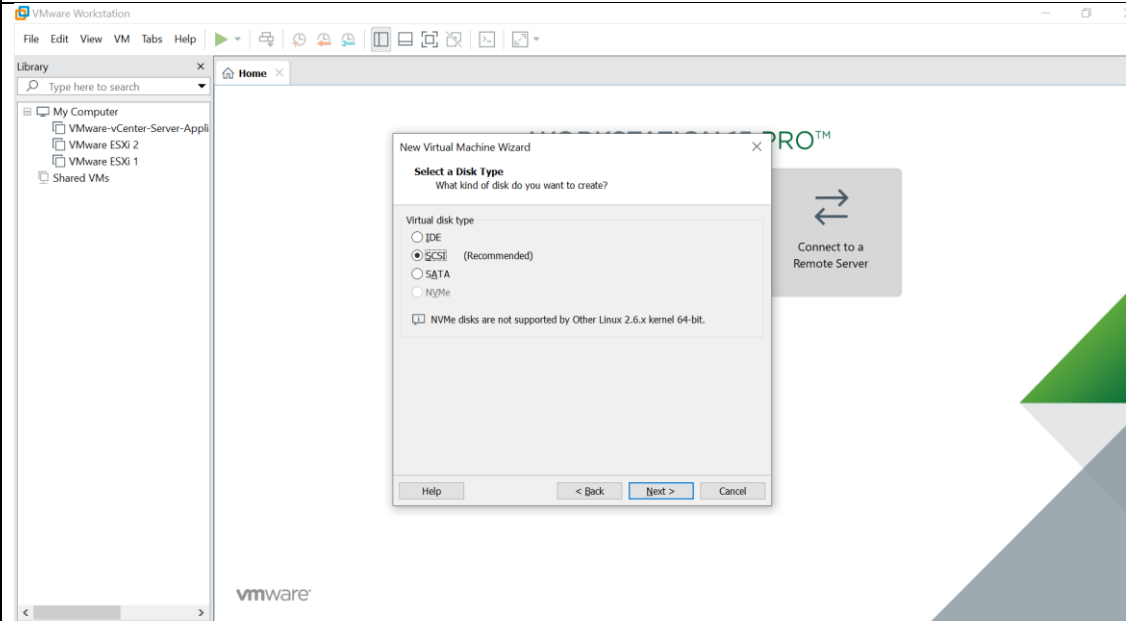 VMware Workstation
File Edit View VM Tabs Help
Library
Home
Type here to search
My Computer
VMware-vCenter-Server-Appli
VMware ESXi 2
VMware ESXi 1
Shared VMs
PRO™
New Virtual Machine Wizard
Select a Disk Type
What kind of disk do you want to create?
Virtual disk type
IDE
SCSI (Recommended)
SATA
NVMe
NVMe disks are not supported by Other Linux 2.6.x kernel 64-bit.
Help < Back Next > Cancel
Connect to a
Remote Server
vmware